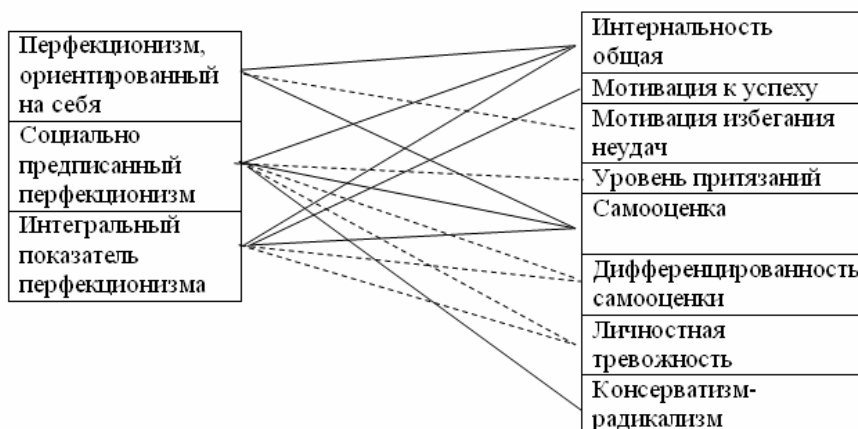 Перфекционизм,
ориентированный
на себя
Социально
предписанный
перфекционизм
Интегральный
показатель
перфекционизма
Интернальность
общая
Мотивация к успеху
Мотивация избегания
неудач
Уровень притязаний
Самооценка
Дифференцированность
самооценки
Личностная
тревожность
Консерватизм-
радикализм